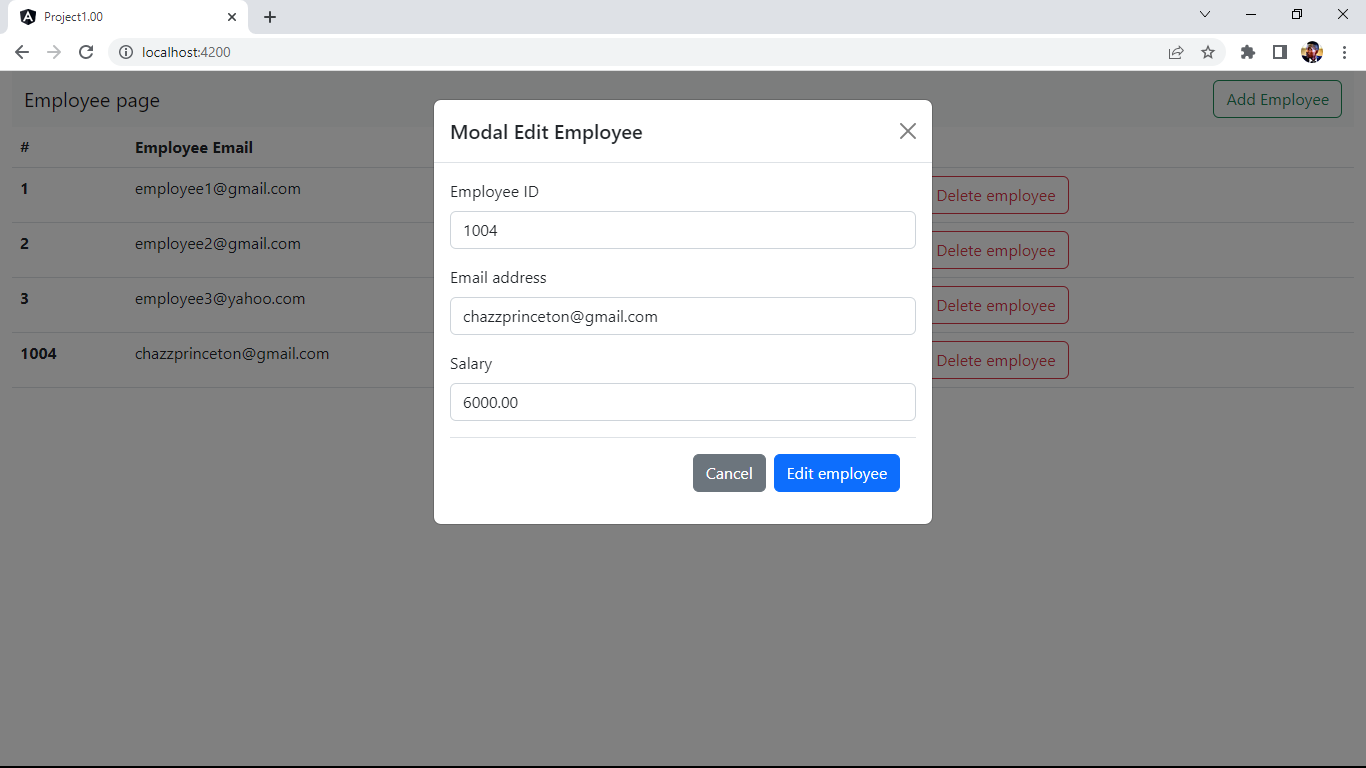 Project1.00
localhost:4200
Employee page
Add Employee
# Employee Email
1 employee1@gmail.com Delete employee
2 employee2@gmail.com Delete employee
3 employee3@yahoo.com Delete employee
1004 chazzprinceton@gmail.com Delete employee
Modal Edit Employee
Employee ID
1004
Email address
chazzprinceton@gmail.com
Salary
6000.00
Cancel Edit employee